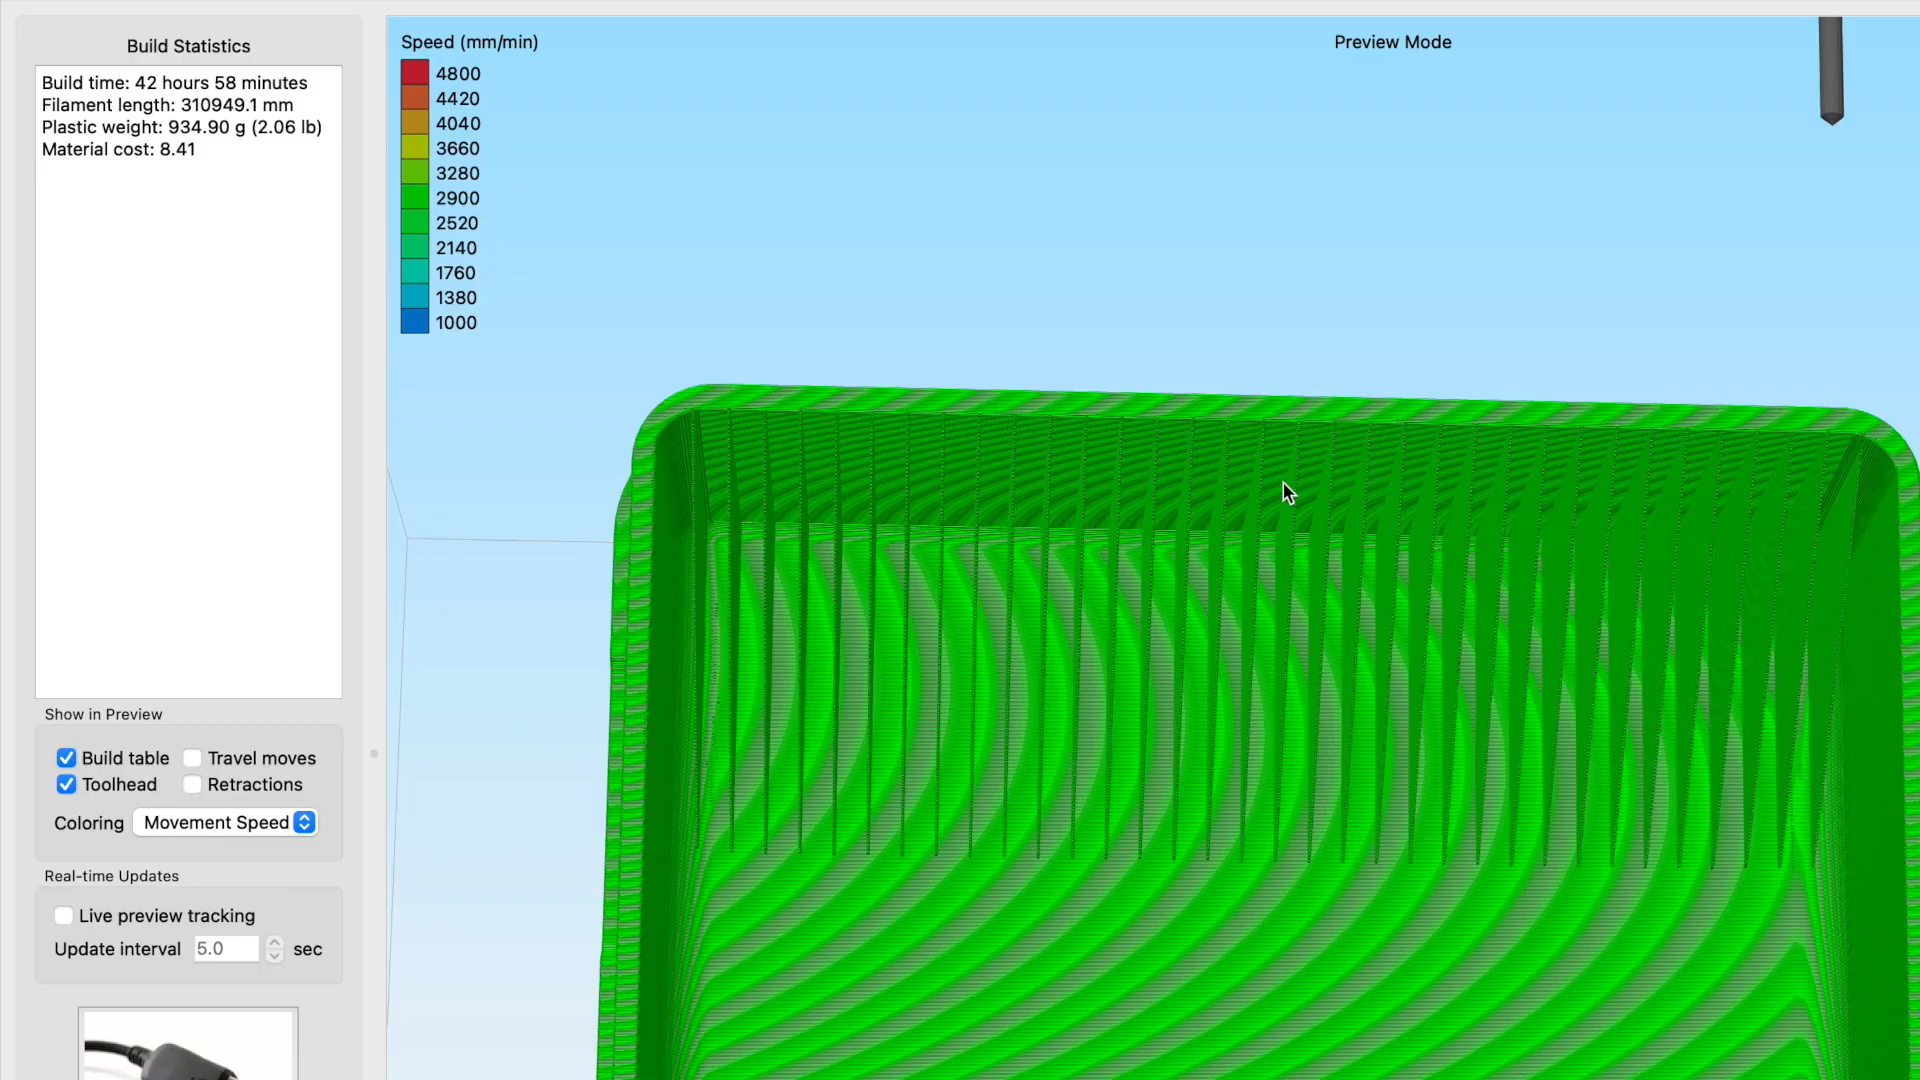 Build Statistics
Build time: 42 hours 58 minutes
Filament length: 310949.1 mm
Plastic weight: 934.90 g (2.06 lb)
Material cost: 8.41
Show in Preview
Build table
Travel moves
Toolhead
Retractions
Coloring
Movement Speed
Real-time Updates
Live preview tracking
Update interval 5.0 sec
Speed (mm/min)
4800
4420
4040
3660
3280
2900
2520
2140
1760
1380
1000
Preview Mode